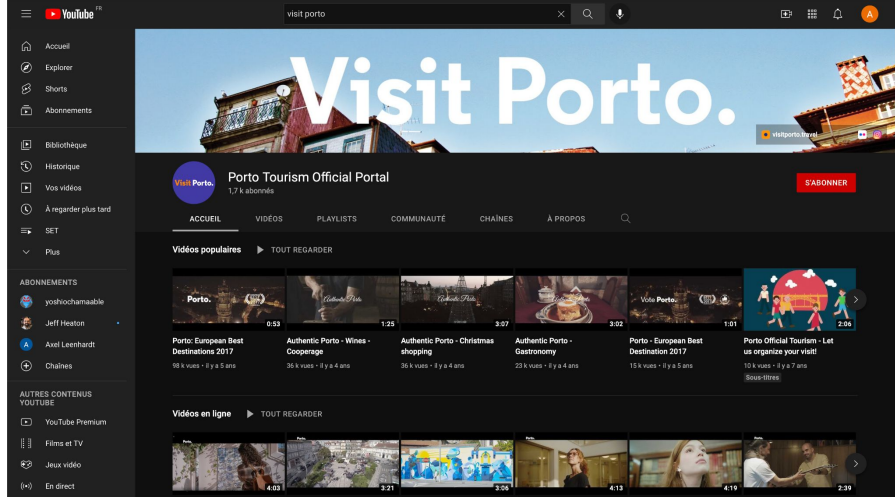 YouTube FR
visit porto
A
Accueil
Explorer
Shorts
Abonnements
Bibliothèque
Historique
Vos vidéos
À regarder plus tard
SET
Plus
ABONNEMENTS
yoshiochamaable
Jeff Heaton
A Axel Leenhardt
Chaînes
AUTRES CONTENUS
YOUTUBE
YouTube Premium
Films et TV
Jeux vidéo
En direct
Visit Porto.
visitporto.travel
Visit Porto.
Porto Tourism Official Portal
1,7 k abonnés
S'ABONNER
ACCUEIL VIDÉOS PLAYLISTS COMMUNAUTÉ CHAÎNES À PROPOS
Vidéos populaires TOUT REGARDER
Porto.
0:53
Porto: European Best
Destinations 2017
98 k vues • il y a 5 ans
Authentic Porto
1:25
Authentic Porto - Wines -
Cooperage
36 k vues • il y a 4 ans
Authentic Porto
3:07
Authentic Porto - Christmas
shopping
36 k vues • il y a 4 ans
Authentic Porto
3:02
Authentic Porto -
Gastronomy
23 k vues • il y a 4 ans
Vote Porto.
1:01
Porto - European Best
Destination 2017
15 k vues • il y a 5 ans
2:06
Porto Official Tourism - Let
us organize your visit!
10 k vues • il y a 7 ans
Sous-titres
Vidéos en ligne TOUT REGARDER
Porto.
4:03
Porto.
3:21
Porto.
3:06
Porto.
4:13
Porto.
4:19
Porto.
2:39